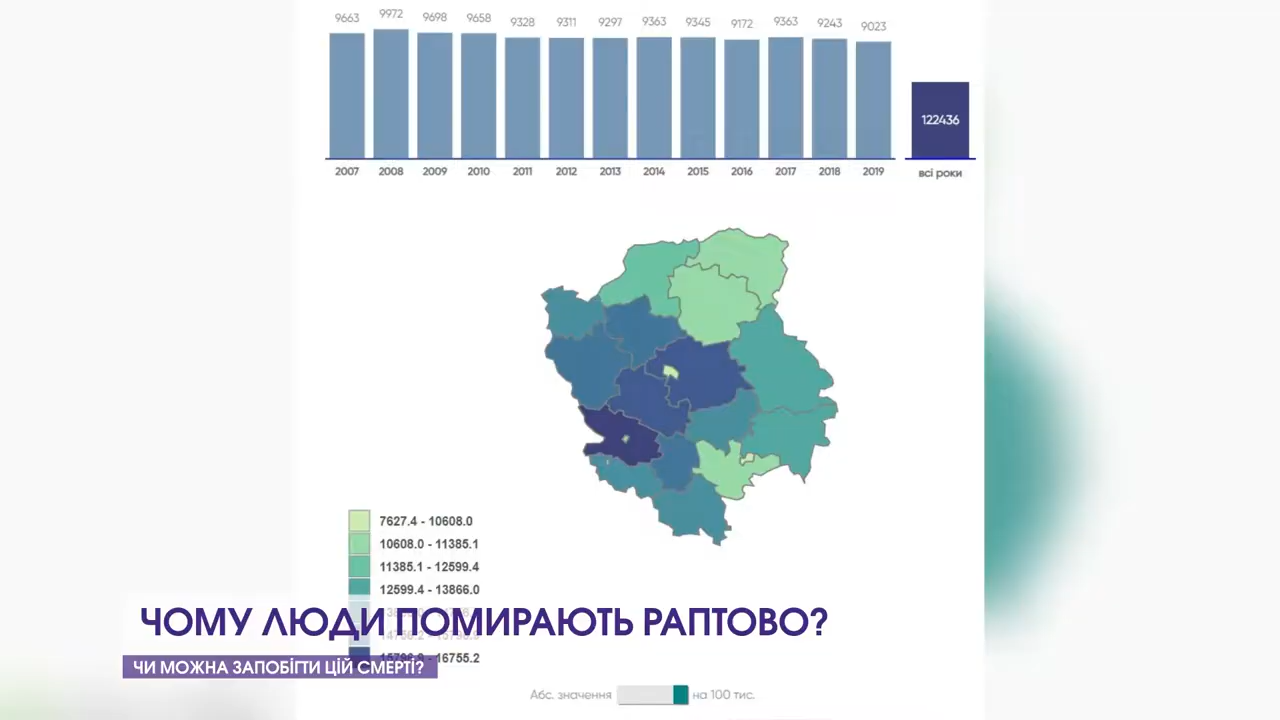 9663 9972 9698 9658 9328 9311 9297 9363 9345 9172 9363 9243 9023
122436
2007 2008 2009 2010 2011 2012 2013 2014 2015 2016 2017 2018 2019 всі роки
7627.4 - 10608.0
10608.0 - 11385.1
11385.1 - 12599.4
12599.4 - 13866.0
ЧОМУ ЛЮДИ ПОМИРАЮТЬ РАПТОВО?
16755.2
ЧИ МОЖНА ЗАПОБІГТИ ЦІЙ СМЕРТІ?
Абс. значення на 100 тис.